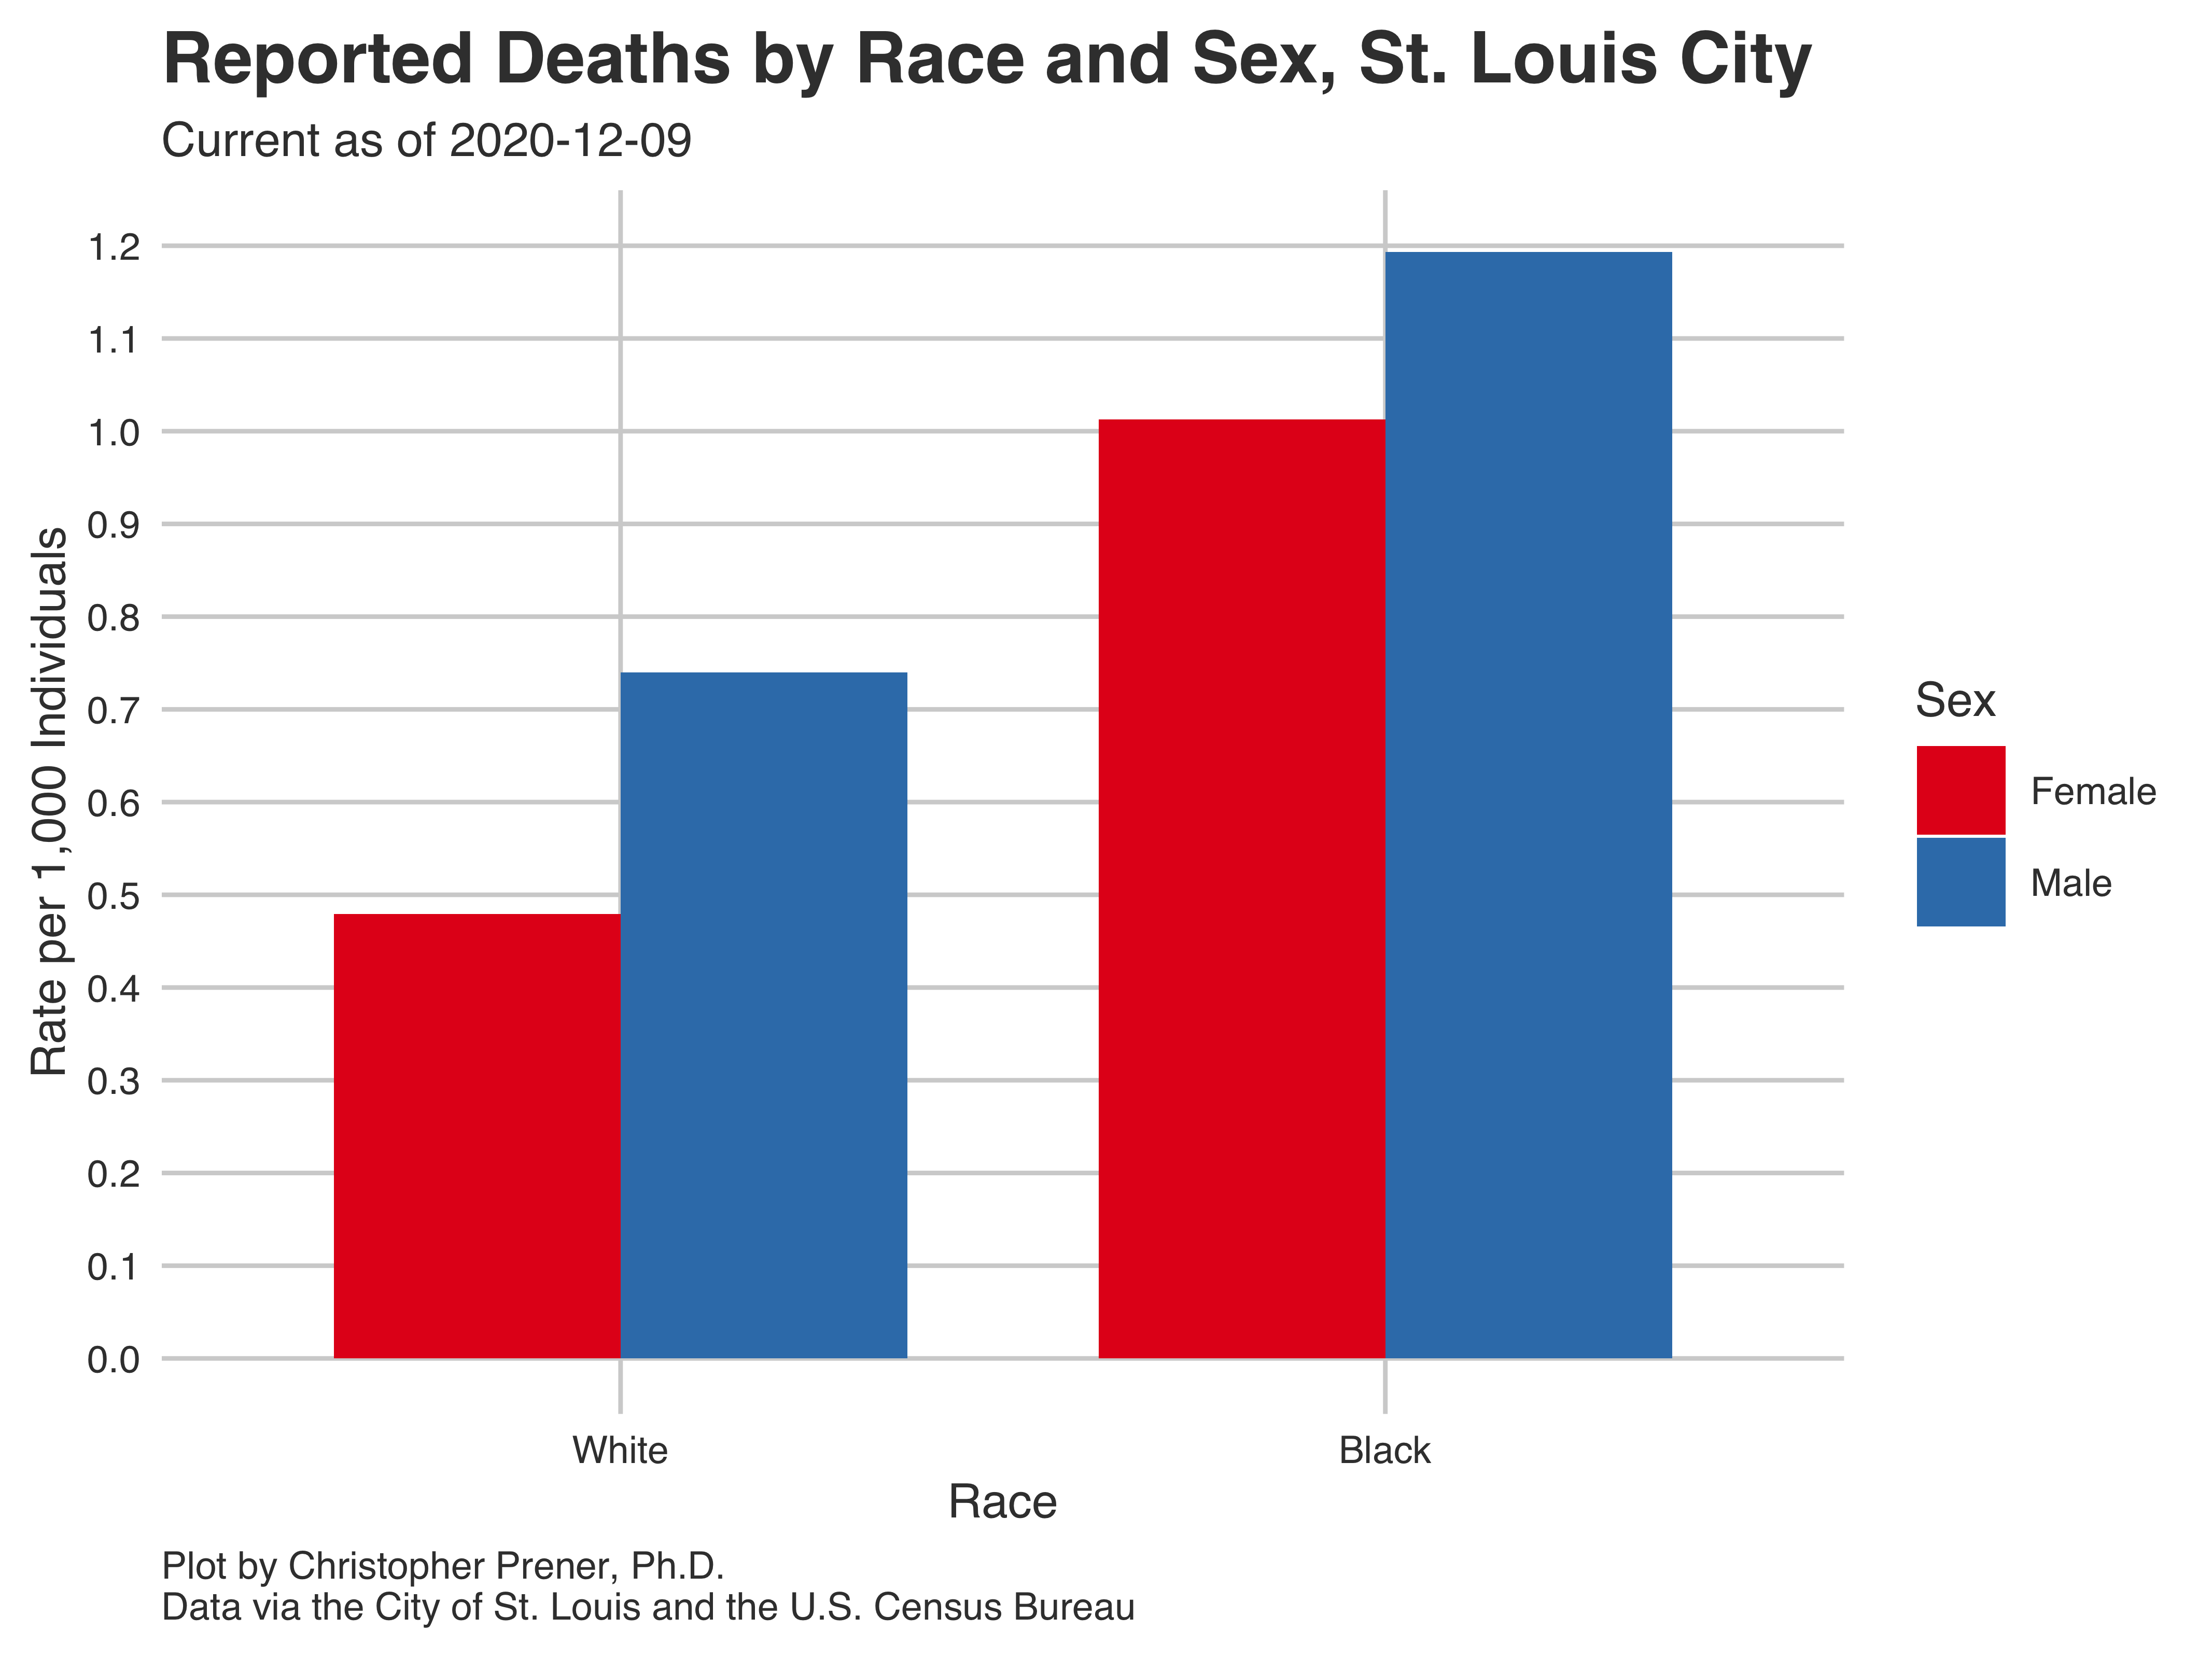 Reported Deaths by Race and Sex, St. Louis City
Current as of 2020-12-09
Rate per 1,000 Individuals
1.2
1.1
1.0
0.9
0.8
0.7
0.6
0.5
0.4
0.3
0.2
0.1
0.0
White
Black
Race
Sex
Female
Male
Plot by Christopher Prener, Ph.D.
Data via the City of St. Louis and the U.S. Census Bureau